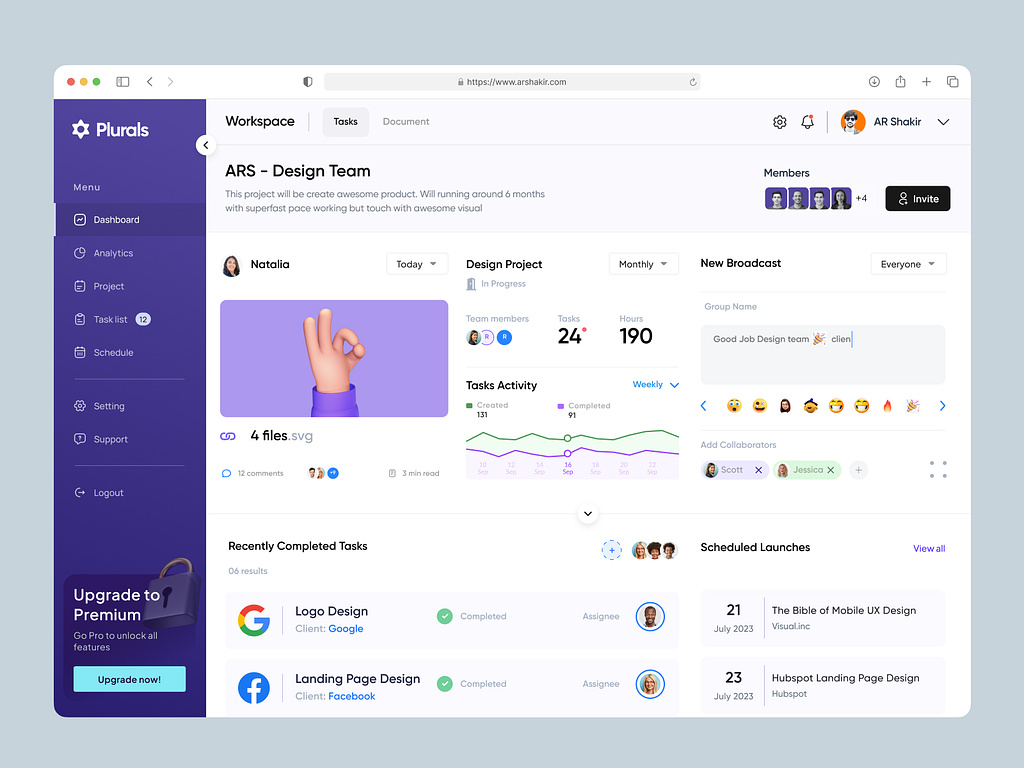 https://www.arshakir.com
Plurals
Menu
Dashboard
Analytics
Project
Task list 12
Schedule
Setting
Support
Logout
Upgrade to
Premium
Go Pro to unlock all
features
Upgrade now!
Workspace Tasks Document
AR Shakir
ARS - Design Team
This project will be create awesome product. Will running around 6 months
with superfast pace working but touch with awesome visual
Members
+4 Invite
Natalia Today
4 files.svg
12 comments +9 3 min read
Design Project Monthly
In Progress
Team members Tasks Hours
R R 24 190
Tasks Activity Weekly
Created Completed
131 91
10 12 14 16 18 20 22
Sep Sep Sep Sep Sep Sep Sep
New Broadcast Everyone
Group Name
Good Job Design team 🎉 clien
Add Collaborators
Scott Jessica
Recently Completed Tasks
06 results
Logo Design Completed Assignee
Client: Google
Landing Page Design Completed Assignee
Client: Facebook
Scheduled Launches View all
21 The Bible of Mobile UX Design
July 2023 Visual.inc
23 Hubspot Landing Page Design
July 2023 Hubspot